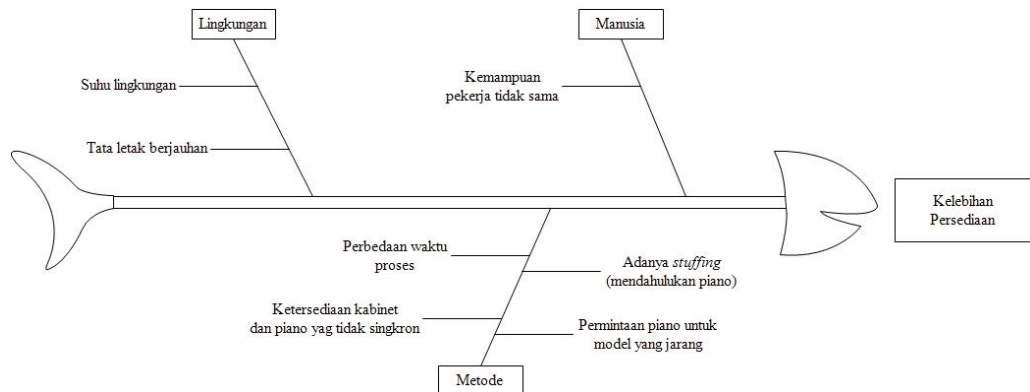 Lingkungan
Manusia
Suhu lingkungan
Kemampuan
pekerja tidak sama
Tata letak berjauhan
Kelebihan
Persediaan
Perbedaan waktu
proses
Adanya stuffing
(mendahulukan piano)
Ketersediaan kabinet
dan piano yag tidak singkron
Permintaan piano untuk
model yang jarang
Metode